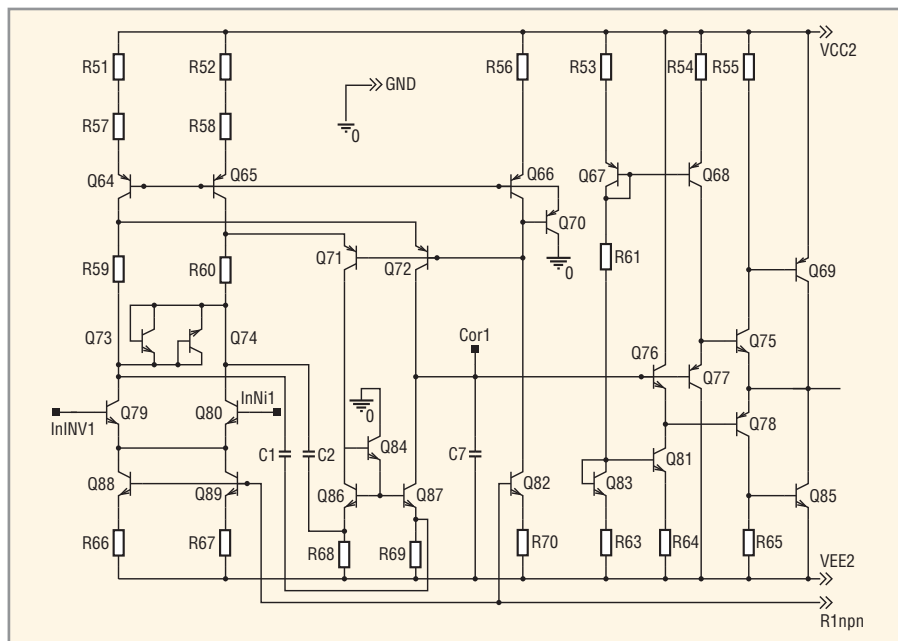 R51
R52
R56
R53
R54
R55
VCC2
GND
R57
R58
0
Q64
Q65
Q66
Q67
Q68
Q70
R59
R60
Q71
Q72
0
R61
Q69
Q73
Q74
Cor1
Q76
Q75
Q77
InINV1
Q79
Q80
InNi1
0
Q84
Q78
C1
C2
C7
Q81
Q88
Q89
Q86
Q87
Q82
Q83
Q85
R66
R67
R68
R69
R70
R63
R64
R65
VEE2
R1npn